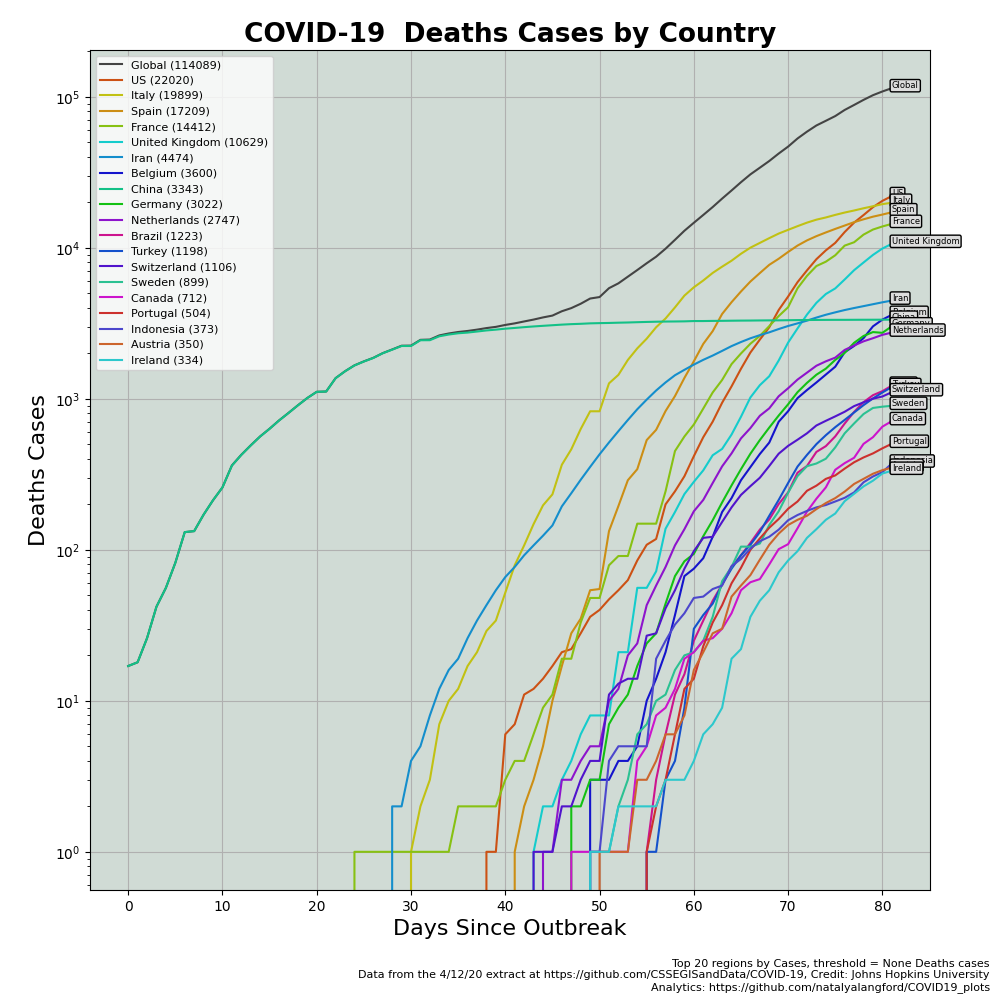 COVID-19  Deaths Cases by Country
Global (114089)
US (22020)
Italy (19899)
Spain (17209)
France (14412)
United Kingdom (10629)
Iran (4474)
Belgium (3600)
China (3343)
Germany (3022)
Netherlands (2747)
Brazil (1223)
Turkey (1198)
Switzerland (1106)
Sweden (899)
Canada (712)
Portugal (504)
Indonesia (373)
Austria (350)
Ireland (334)
Global
US
Italy
Spain
France
United Kingdom
Iran
Belgium
China
Germany
Netherlands
Turkey
Switzerland
Sweden
Canada
Portugal
Indonesia
Ireland
Deaths Cases
10⁵
10⁴
10³
10²
10¹
10⁰
0 10 20 30 40 50 60 70 80
Days Since Outbreak
Top 20 regions by Cases, threshold = None Deaths cases
Data from the 4/12/20 extract at https://github.com/CSSEGISandData/COVID-19, Credit: Johns Hopkins University
Analytics: https://github.com/natalyalangford/COVID19_plots